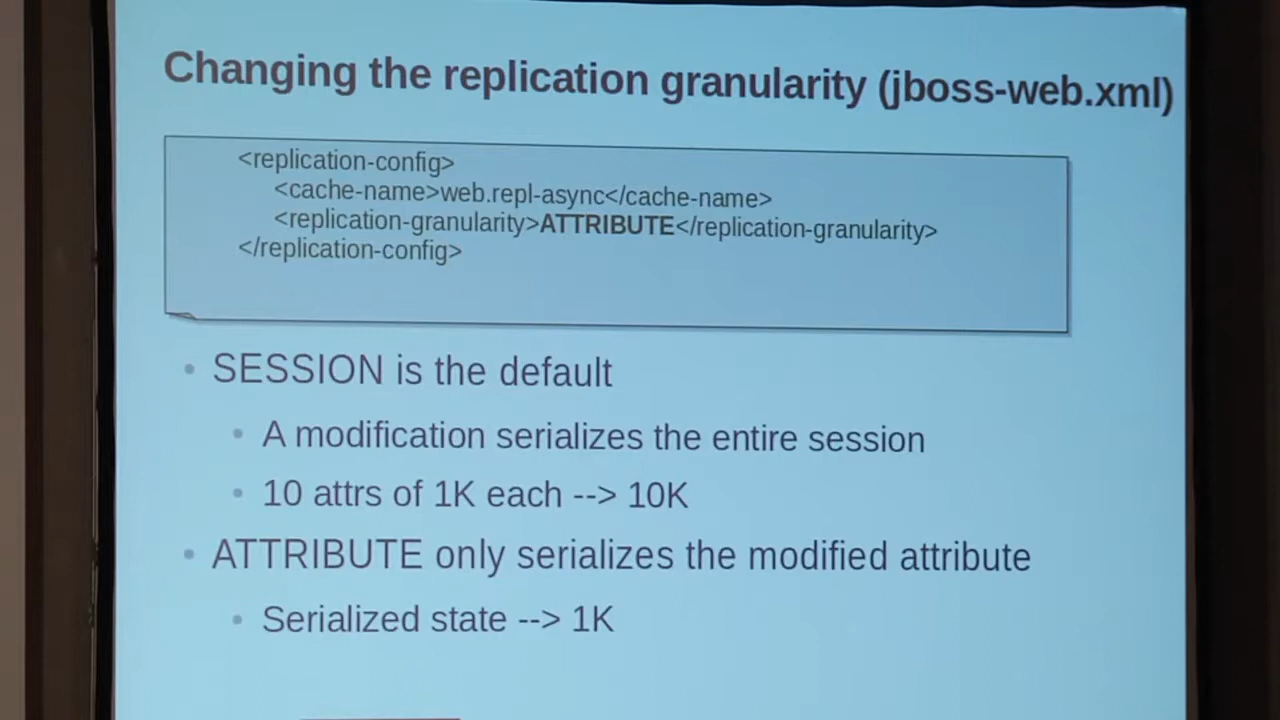 Changing the replication granularity (jboss-web.xml)
<replication-config>
<cache-name>web.repl-async</cache-name>
<replication-granularity>ATTRIBUTE</replication-granularity>
</replication-config>
• SESSION is the default
• A modification serializes the entire session
• 10 attrs of 1K each --> 10K
• ATTRIBUTE only serializes the modified attribute
• Serialized state --> 1K